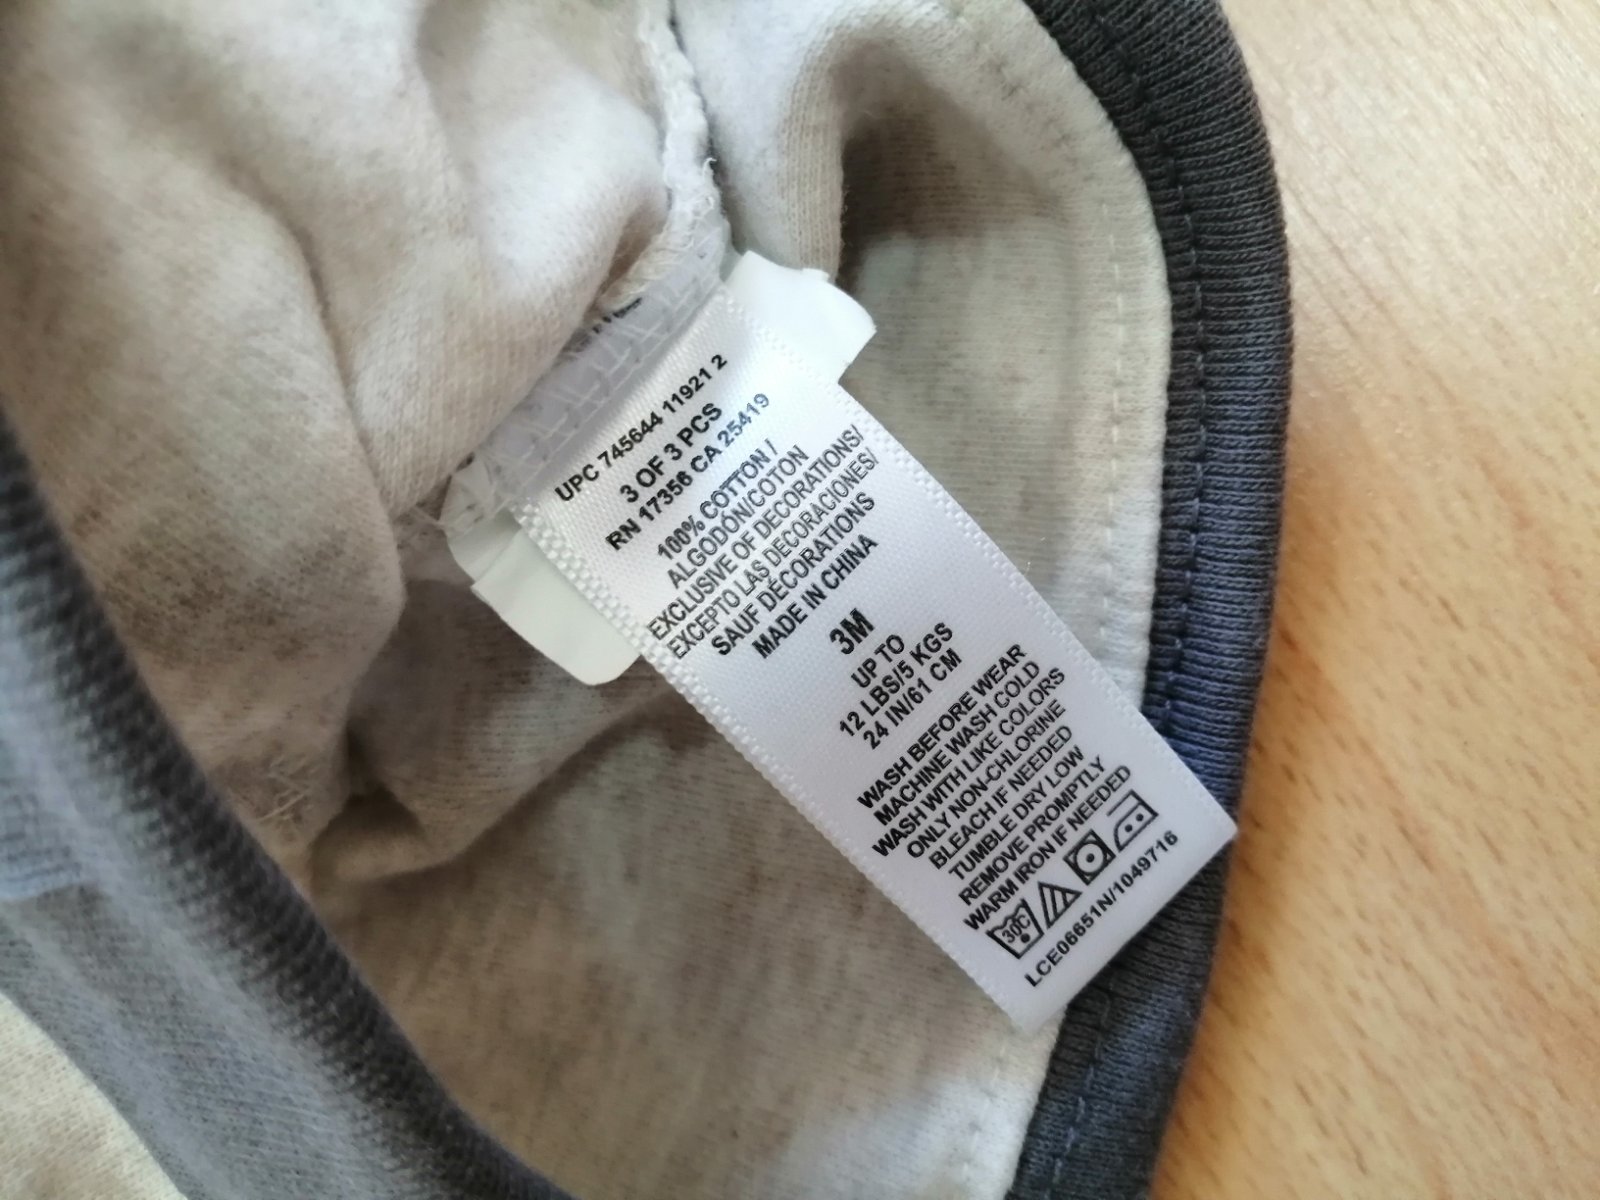 UPC 745644 11921 2
3 OF 3 PCS
RN 17356 CA 25419
100% COTTON /
ALGODÓN/COTON
EXCLUSIVE OF DECORATIONS/
EXCEPTO LAS DECORACIONES/
SAUF DÉCORATIONS
MADE IN CHINA
3M
UP TO
12 LBS/5 KGS
24 IN/61 CM
WASH BEFORE WEAR
MACHINE WASH COLD
WASH WITH LIKE COLORS
ONLY NON-CHLORINE
BLEACH IF NEEDED
TUMBLE DRY LOW
REMOVE PROMPTLY
WARM IRON IF NEEDED
30C
LCE06651N/1049716